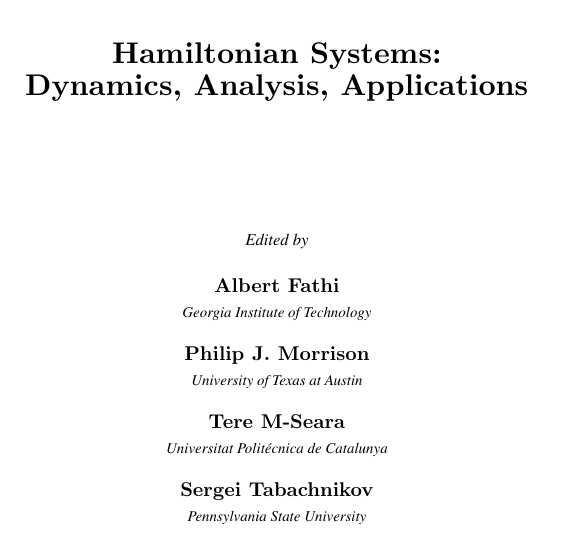 Hamiltonian Systems:
Dynamics, Analysis, Applications
Edited by
Albert Fathi
Georgia Institute of Technology
Philip J. Morrison
University of Texas at Austin
Tere M-Seara
Universitat Politécnica de Catalunya
Sergei Tabachnikov
Pennsylvania State University